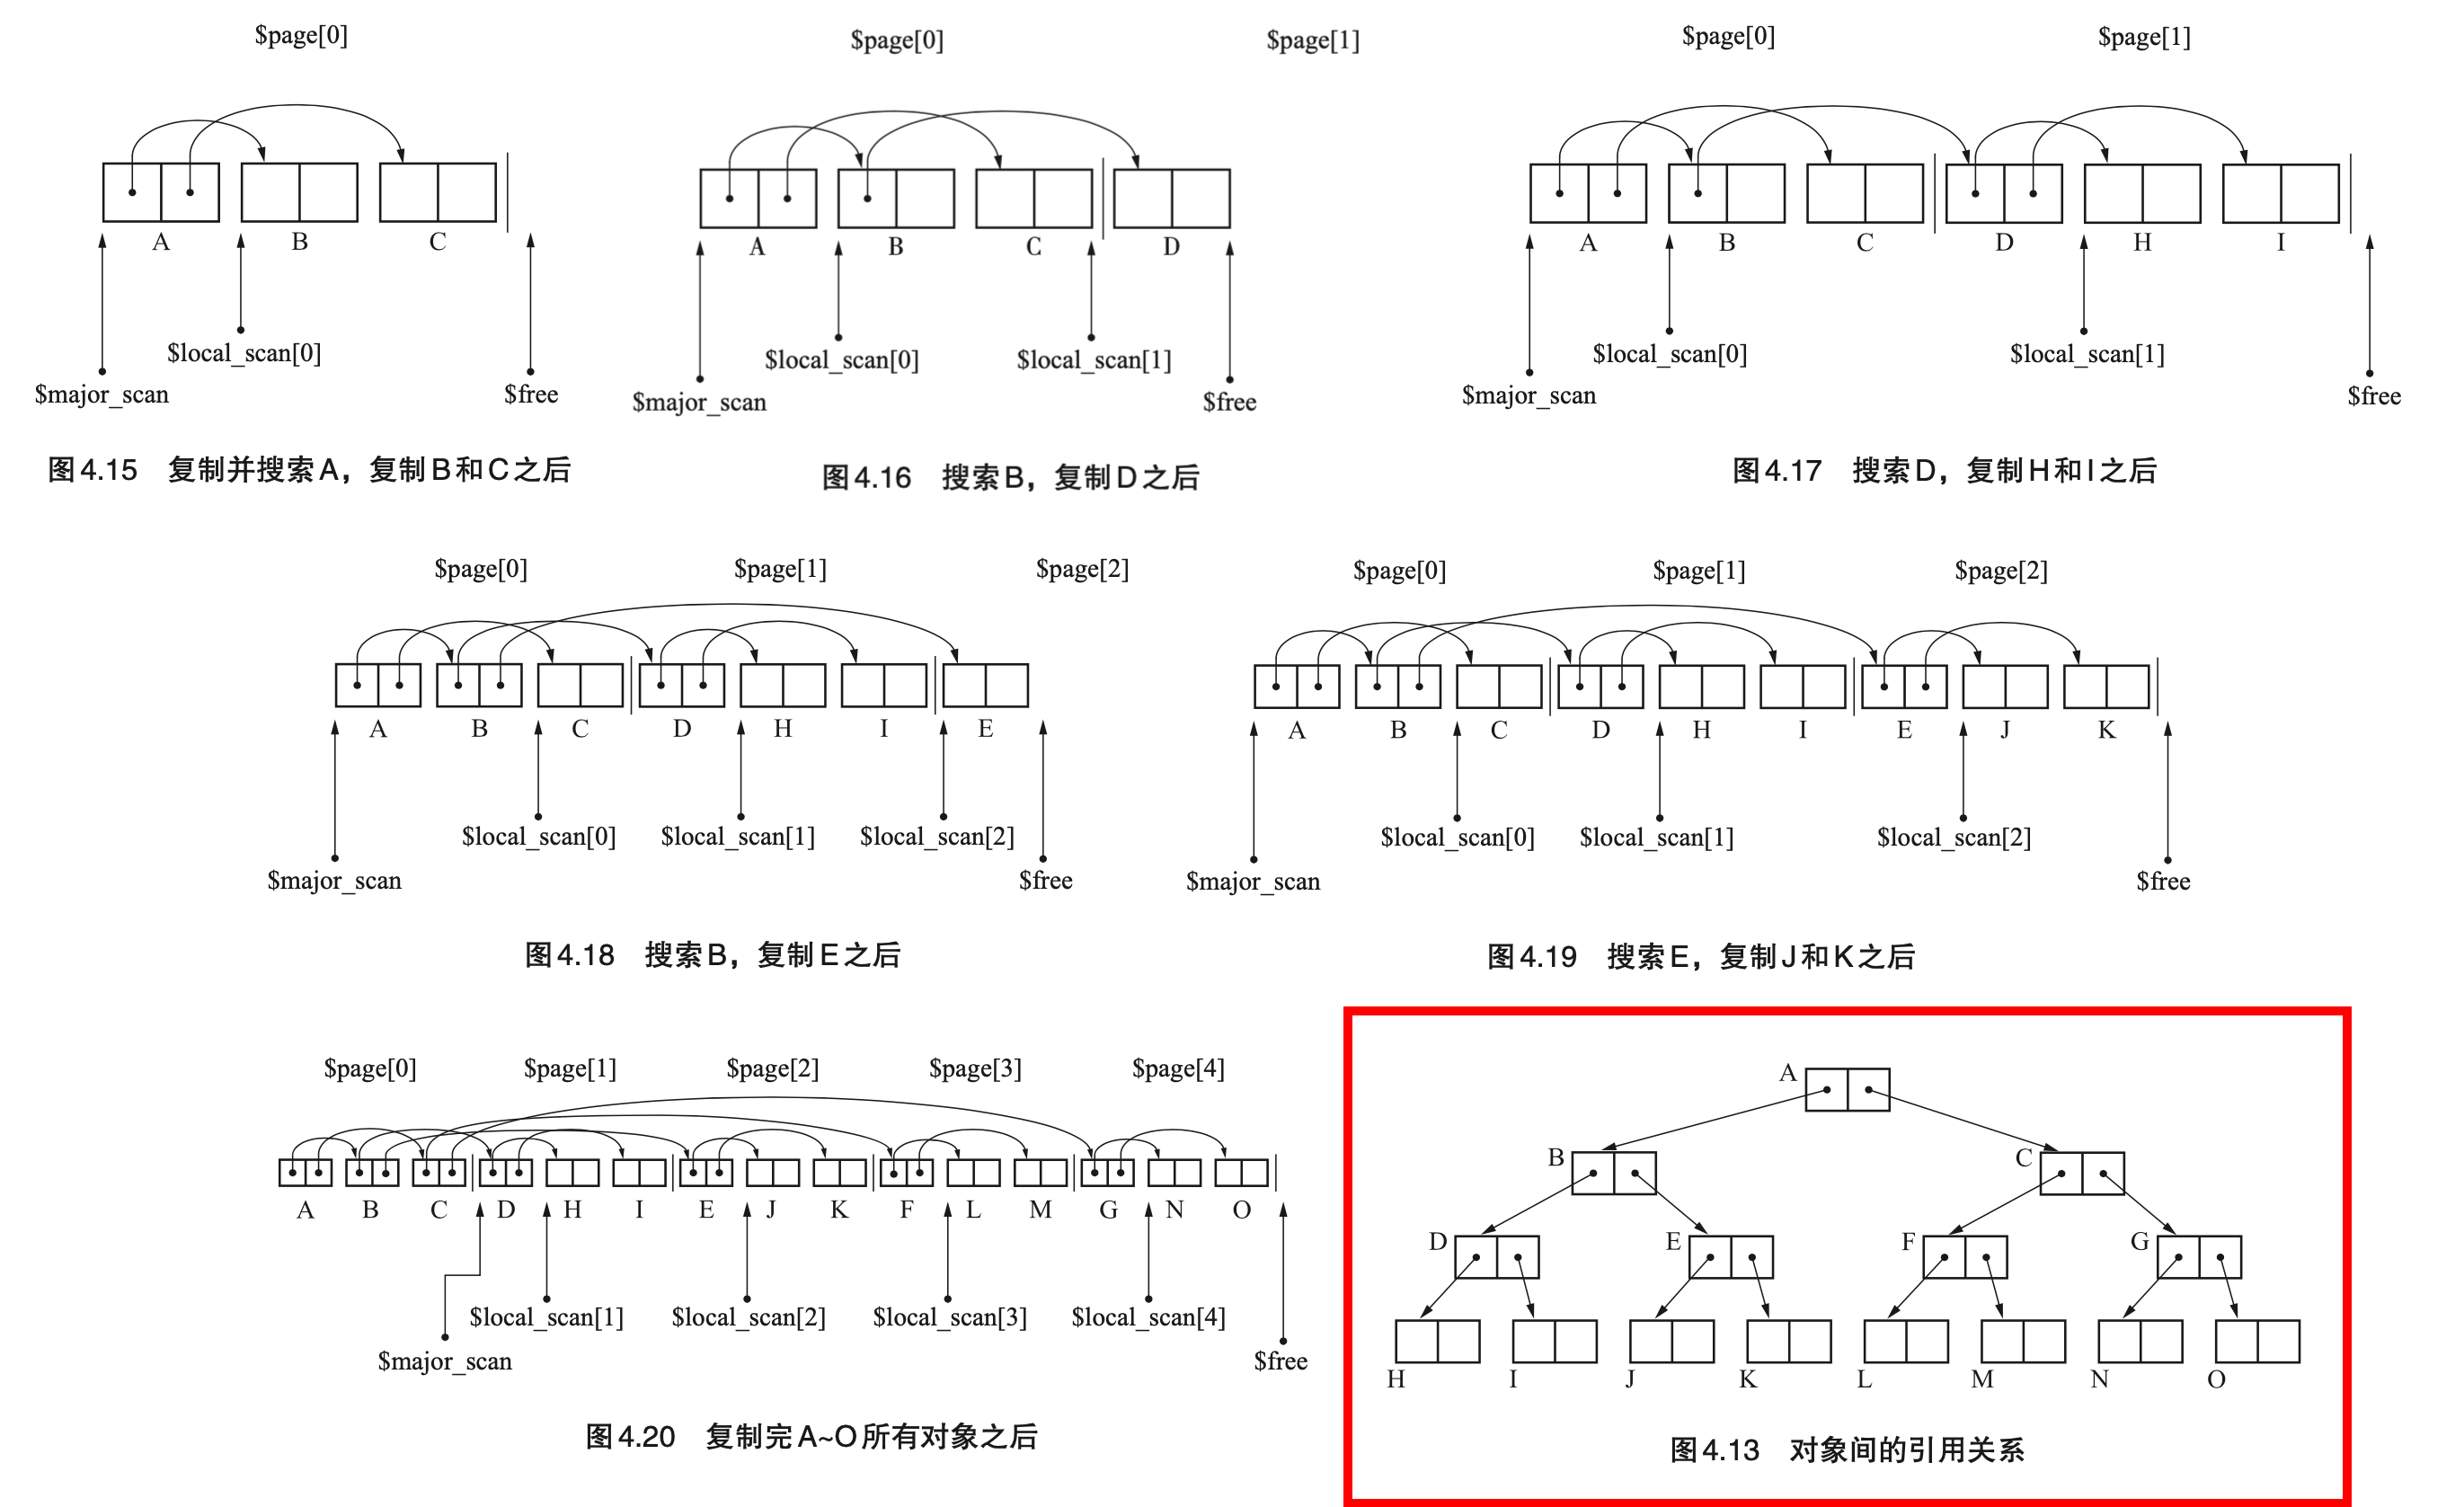 $page[0]
A B C
$local_scan[0]
$major_scan $free
图4.15 复制并搜索A，复制B和C之后
$page[0] $page[1]
A B C D
$local_scan[0] $local_scan[1]
$major_scan $free
图4.16 搜索B，复制D之后
$page[0] $page[1]
A B C D H I
$local_scan[0] $local_scan[1]
$major_scan $free
图4.17 搜索D，复制H和I之后
$page[0] $page[1] $page[2]
A B C D H I E
$local_scan[0] $local_scan[1] $local_scan[2]
$major_scan $free
图4.18 搜索B，复制E之后
$page[0] $page[1] $page[2]
A B C D H I E J K
$local_scan[0] $local_scan[1] $local_scan[2]
$major_scan $free
图4.19 搜索E，复制J和K之后
$page[0] $page[1] $page[2] $page[3] $page[4]
A B C D H I E J K F L M G N O
$local_scan[1] $local_scan[2] $local_scan[3] $local_scan[4]
$major_scan $free
图4.20 复制完A~O所有对象之后
A
B C
D E F G
H I J K L M N O
图4.13 对象间的引用关系